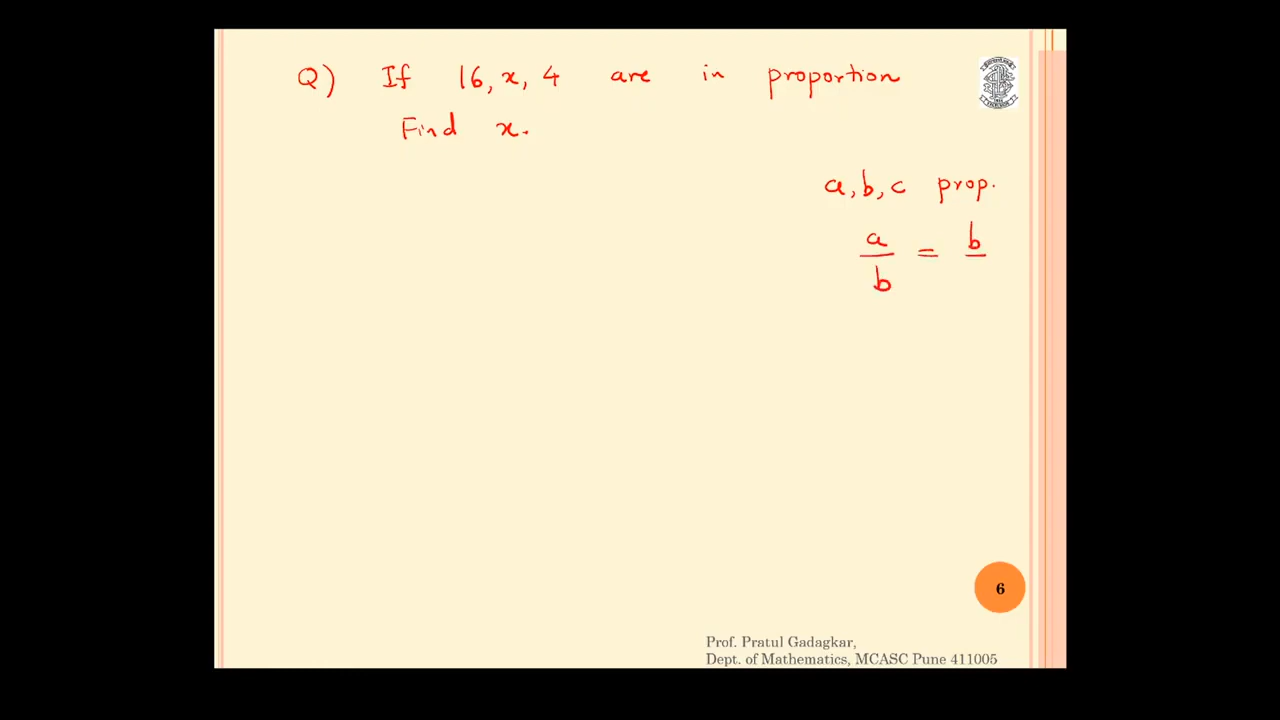 Q) If 16, x, 4 are in proportion
Find x.
a, b, c prop.
a/b = b/
6
Prof. Pratul Gadagkar,
Dept. of Mathematics, MCASC Pune 411005